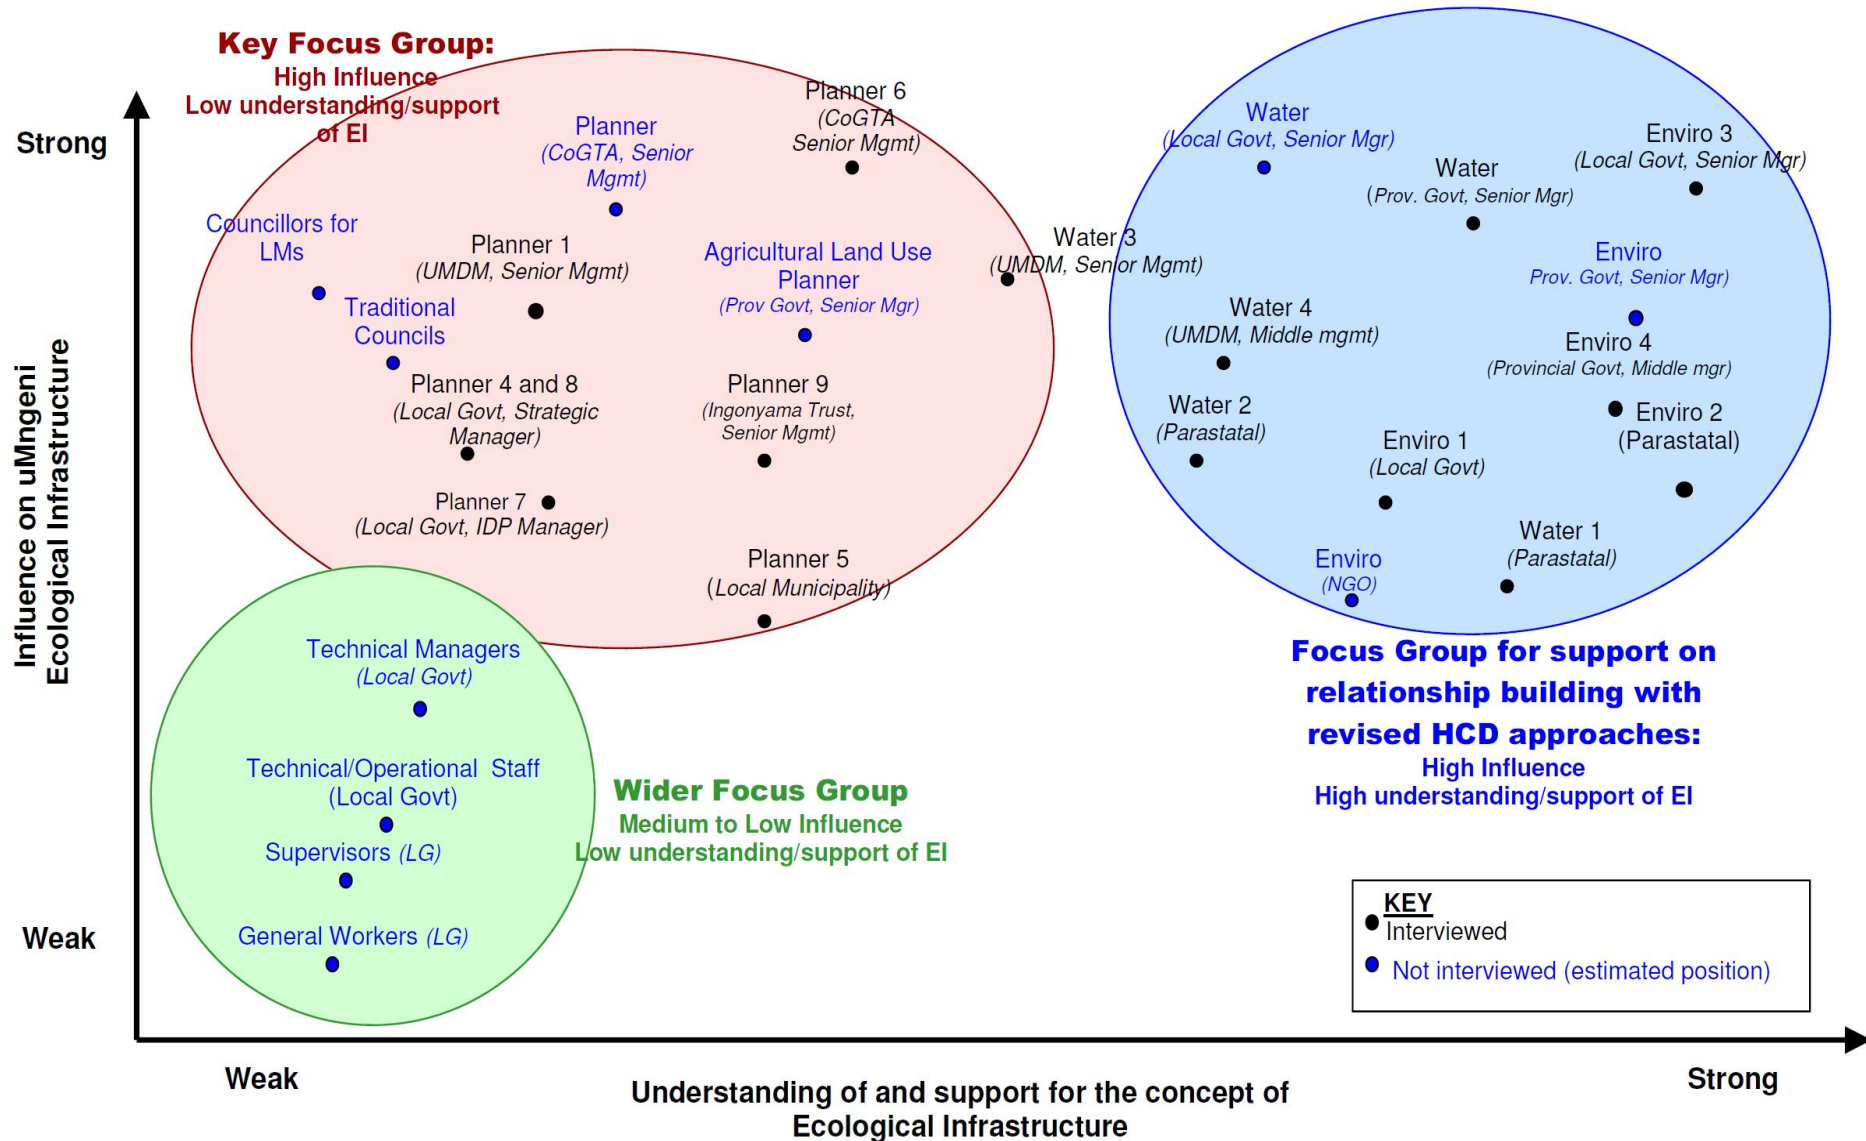 Key Focus Group:
High Influence
Low understanding/support
of EI
Strong
Planner
(CoGTA, Senior
Mgmt)
Planner 6
(CoGTA
Senior Mgmt)
Councillors for
LMs
Planner 1
(UMDM, Senior Mgmt)
Agricultural Land Use
Planner
(Prov Govt, Senior Mgr)
Water 3
(UMDM, Senior Mgmt)
Traditional
Councils
Planner 4 and 8
(Local Govt, Strategic
Manager)
Planner 9
(Ingonyama Trust,
Senior Mgmt)
Planner 7
(Local Govt, IDP Manager)
Planner 5
(Local Municipality)
Water
(Local Govt, Senior Mgr)
Water
(Prov. Govt, Senior Mgr)
Enviro 3
(Local Govt, Senior Mgr)
Enviro
Prov. Govt, Senior Mgr)
Water 4
(UMDM, Middle mgmt)
Enviro 4
(Provincial Govt, Middle mgr)
Water 2
(Parastatal)
Enviro 1
(Local Govt)
Enviro 2
(Parastatal)
Water 1
(Parastatal)
Enviro
(NGO)
Focus Group for support on
relationship building with
revised HCD approaches:
High Influence
High understanding/support of EI
Influence on uMngeni
Ecological Infrastructure
Technical Managers
(Local Govt)
Technical/Operational Staff
(Local Govt)
Supervisors (LG)
General Workers (LG)
Wider Focus Group
Medium to Low Influence
Low understanding/support of EI
Weak
KEY
Interviewed
Not interviewed (estimated position)
Weak
Strong
Understanding of and support for the concept of
Ecological Infrastructure